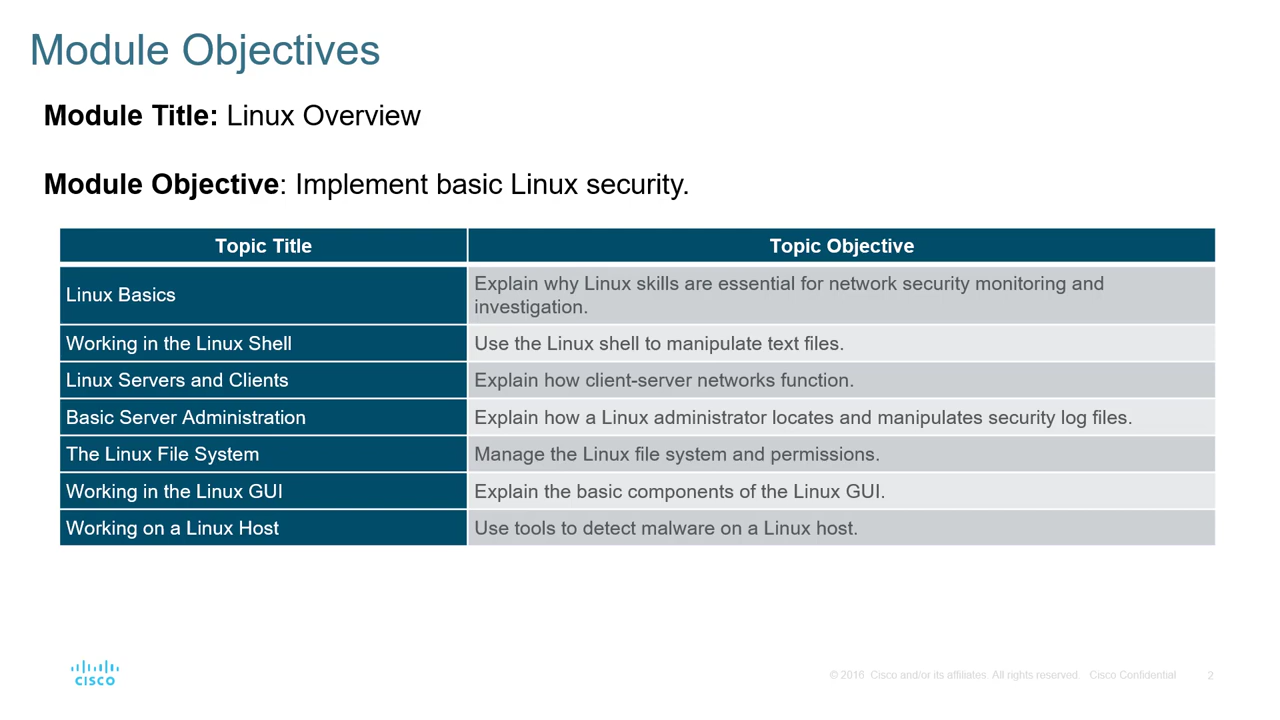 Module Objectives
Module Title: Linux Overview
Module Objective: Implement basic Linux security.
Topic Title
Topic Objective
Linux Basics
Explain why Linux skills are essential for network security monitoring and
investigation.
Working in the Linux Shell
Use the Linux shell to manipulate text files.
Linux Servers and Clients
Explain how client-server networks function.
Basic Server Administration
Explain how a Linux administrator locates and manipulates security log files.
The Linux File System
Manage the Linux file system and permissions.
Working in the Linux GUI
Explain the basic components of the Linux GUI.
Working on a Linux Host
Use tools to detect malware on a Linux host.
CISCO
© 2016 Cisco and/or its affiliates. All rights reserved. Cisco Confidential
2